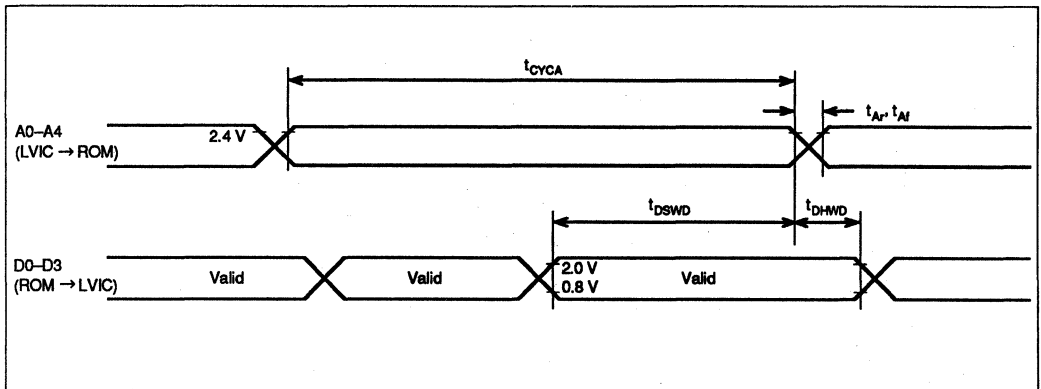 tCYCA
tAr, tAf
A0–A4
(LVIC → ROM)
2.4 V
tDSWD
tDHWD
D0–D3
(ROM → LVIC)
Valid
Valid
2.0 V
0.8 V
Valid